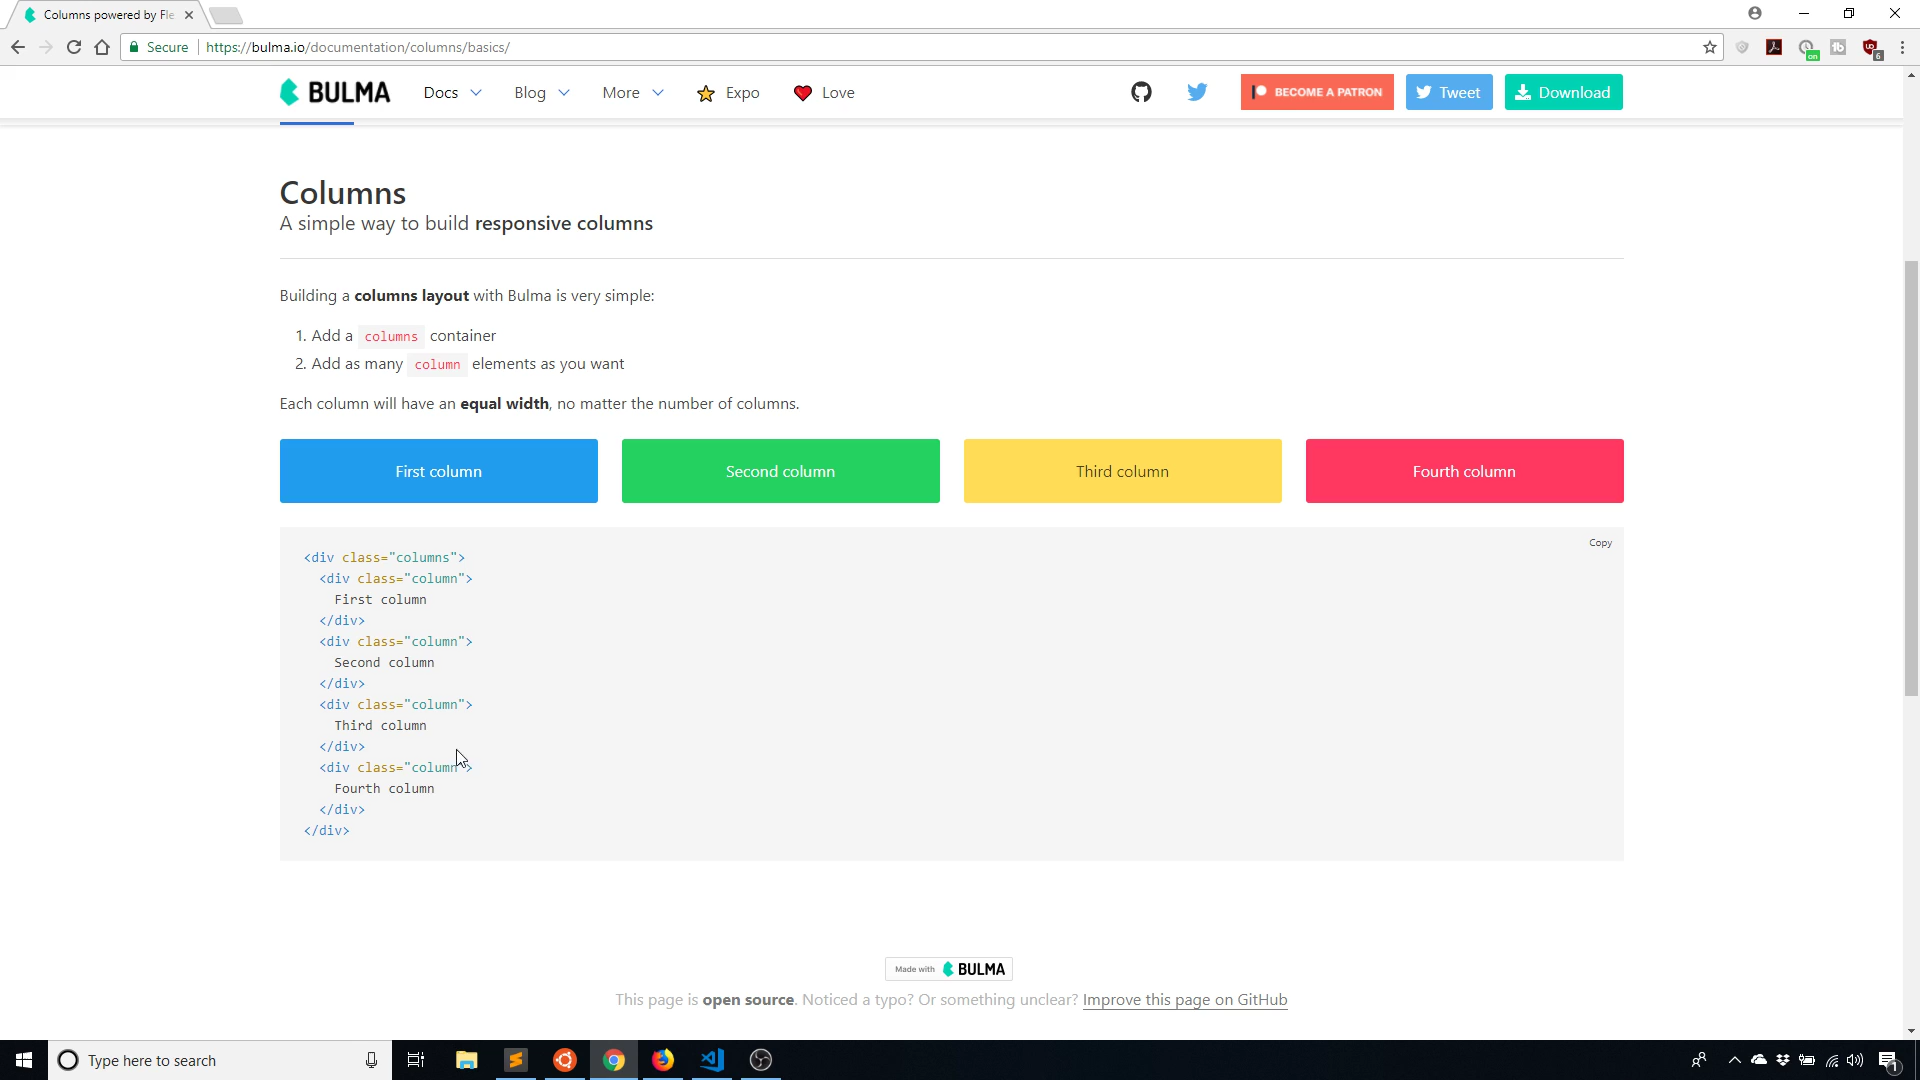 Columns powered by Fle
Secure
https://bulma.io/documentation/columns/basics/
on
6
BULMA
Docs
Blog
More
Expo
Love
BECOME A PATRON
Tweet
Download
Columns
A simple way to build responsive columns
Building a columns layout with Bulma is very simple:
1. Add a columns container
2. Add as many column elements as you want
Each column will have an equal width, no matter the number of columns.
First column
Second column
Third column
Fourth column
Copy
<div class="columns">
<div class="column">
First column
</div>
<div class="column">
Second column
</div>
<div class="column">
Third column
</div>
<div class="column">
Fourth column
</div>
</div>
Made with BULMA
This page is open source. Noticed a typo? Or something unclear? Improve this page on GitHub
Type here to search
1